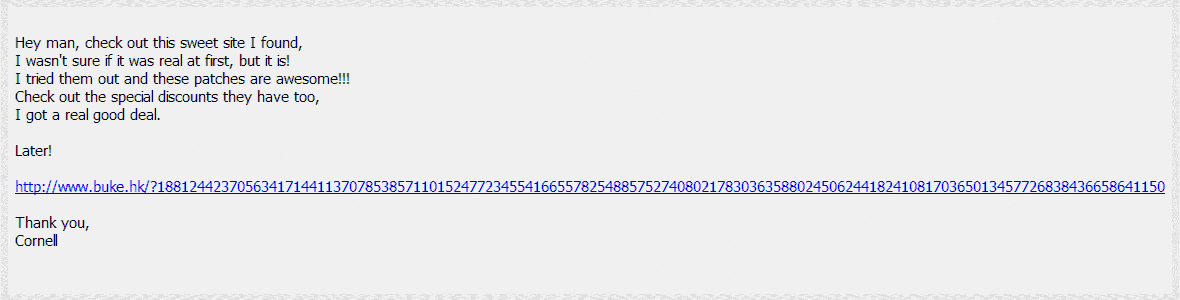 Hey man, check out this sweet site I found,
I wasn't sure if it was real at first, but it is!
I tried them out and these patches are awesome!!!
Check out the special discounts they have too,
I got a real good deal.
Later!
http://www.buke.hk/?1881244237056341714411370785385711015247723455416655782548857527408021783036358802450624418241081703650134577268384366586411​50
Thank you,
Cornell